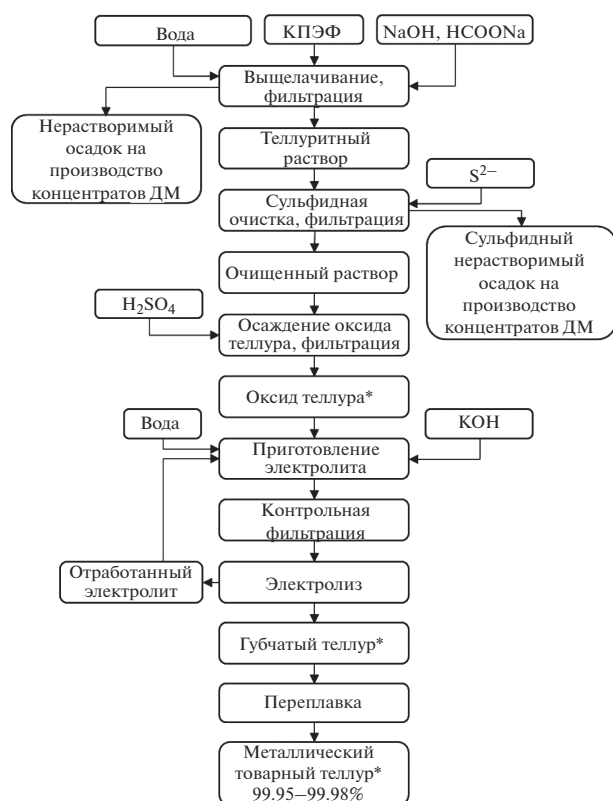 Вода
КПЭФ
NaOH, HCOONa
Выщелачивание,
фильтрация
Нерастворимый
осадок на
производство
концентратов ДМ
Теллуритный
раствор
S²⁻
Сульфидная
очистка, фильтрация
Сульфидный
нерастворимый
осадок на
производство
концентратов ДМ
Очищенный раствор
H₂SO₄
Осаждение оксида
теллура, фильтрация
Оксид теллура*
Вода
KOH
Приготовление
электролита
Контрольная
фильтрация
Отработанный
электролит
Электролиз
Губчатый теллур*
Переплавка
Металлический
товарный теллур*
99.95–99.98%